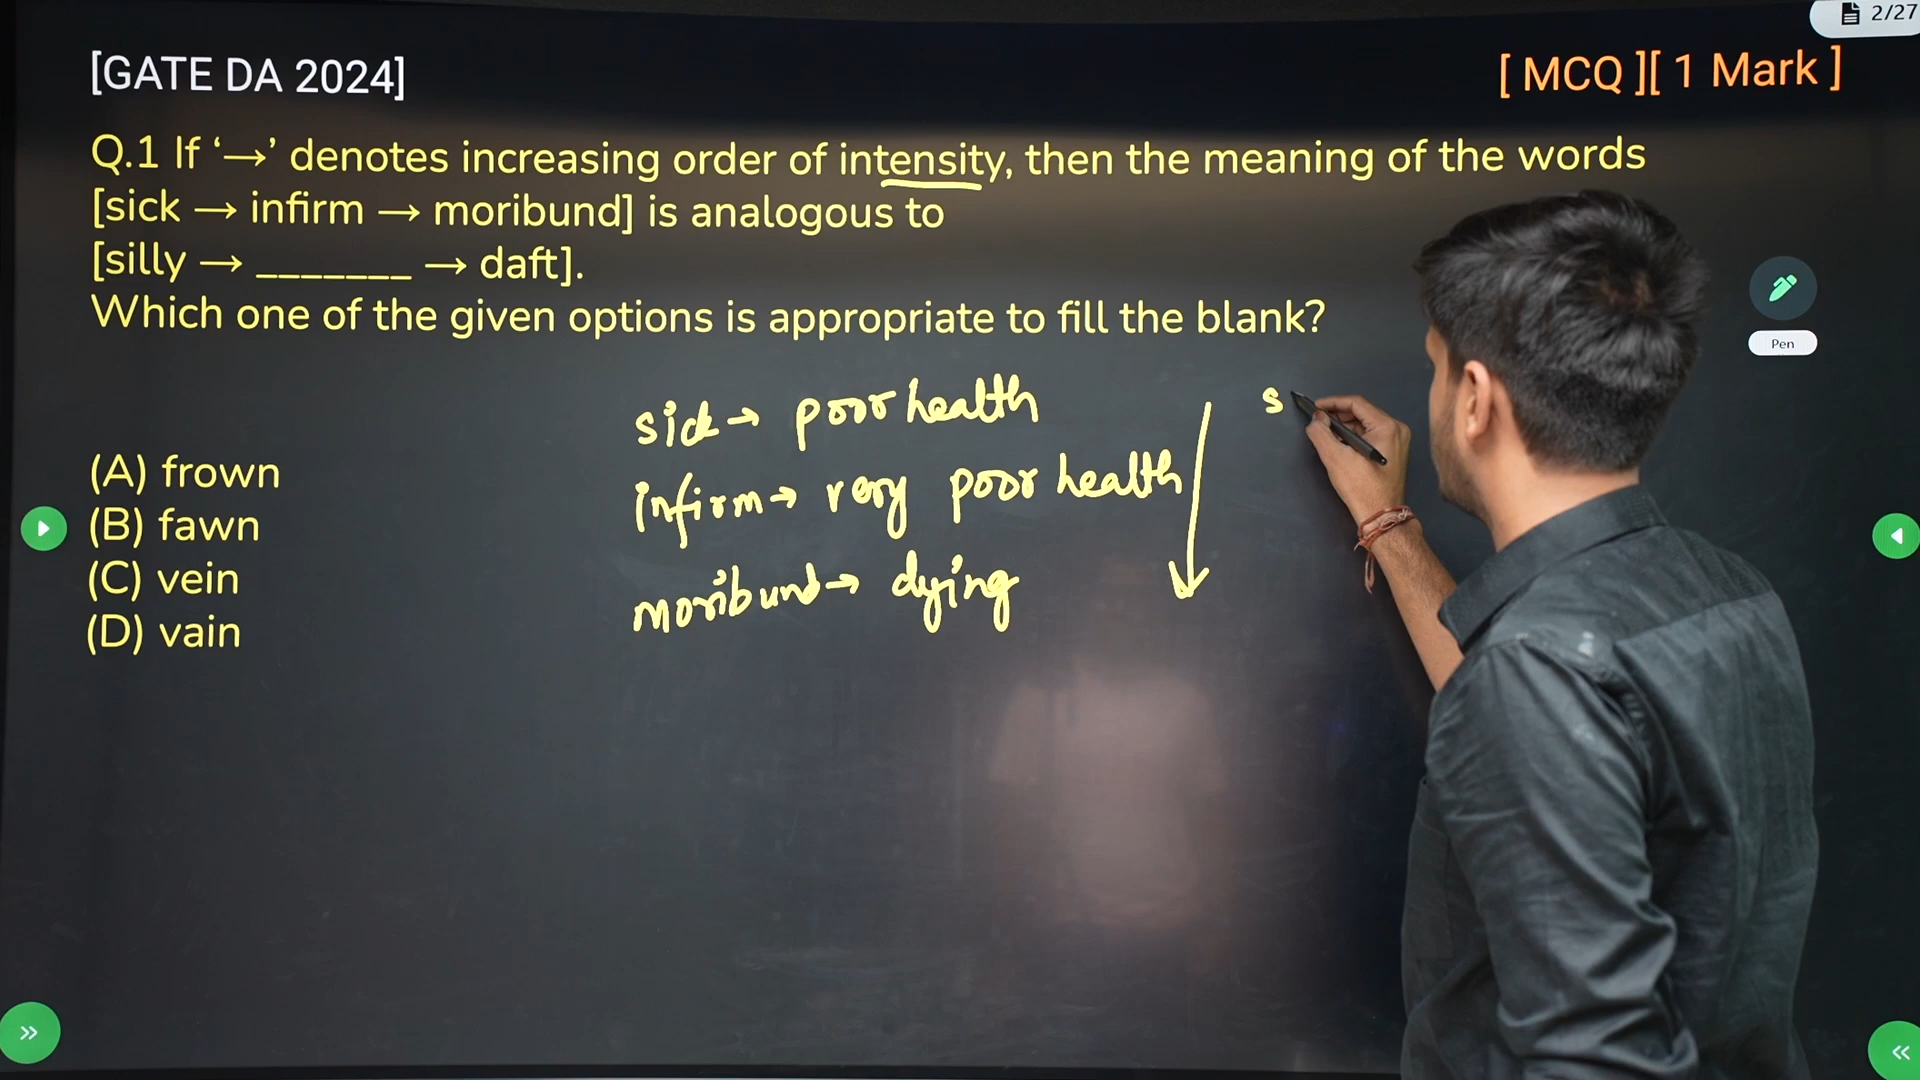 2/27
[GATE DA 2024]
[ MCQ ][ 1 Mark ]
Q.1 If ‘→’ denotes increasing order of intensity, then the meaning of the words
[sick → infirm → moribund] is analogous to
[silly → _______ → daft].
Which one of the given options is appropriate to fill the blank?
Pen
(A) frown
(B) fawn
(C) vein
(D) vain
sick → poor health
infirm → very poor health
moribund → dying
s